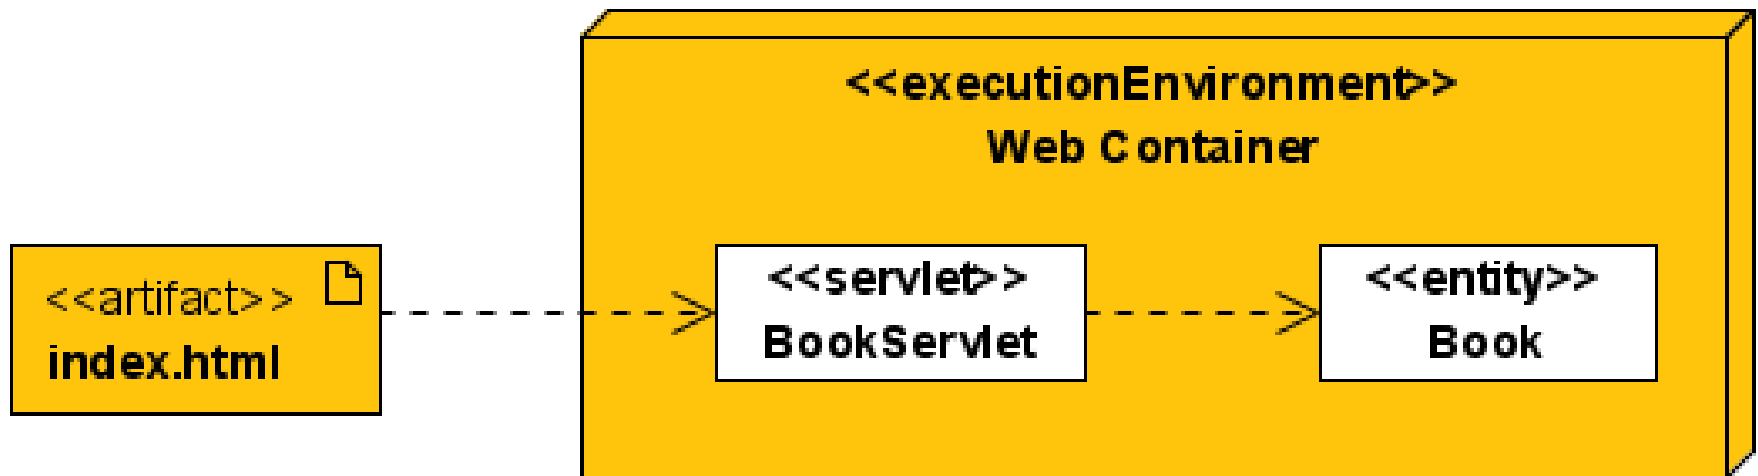 <<executionEnvironment>>
Web Container
<<artifact>>
index.html
<<servlet>>
BookServlet
<<entity>>
Book